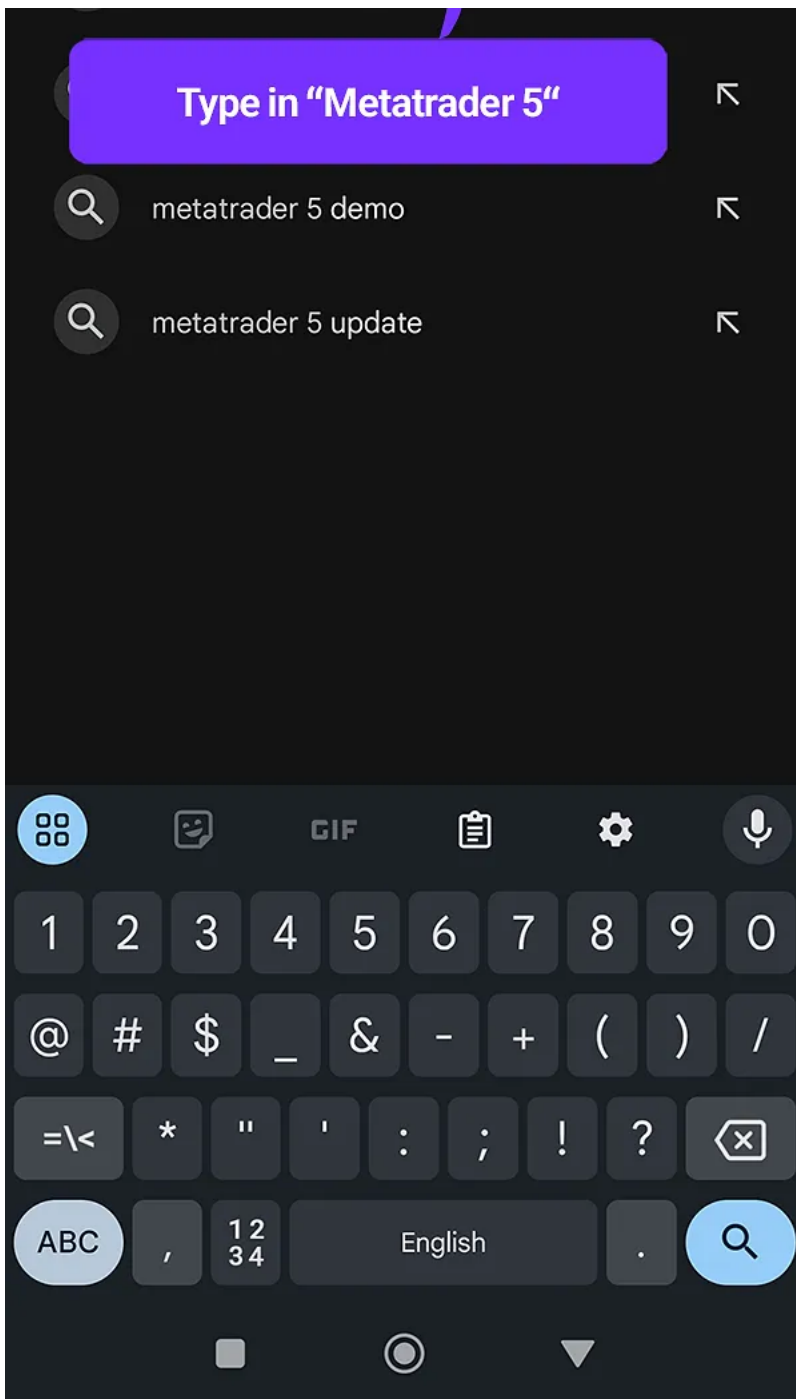 Type in “Metatrader 5“
metatrader 5 demo
metatrader 5 update
GIF
1 2 3 4 5 6 7 8 9 0
@ # $ _ & - + ( ) /
=\< * " ' : ; ! ?
ABC , 12 34 English .